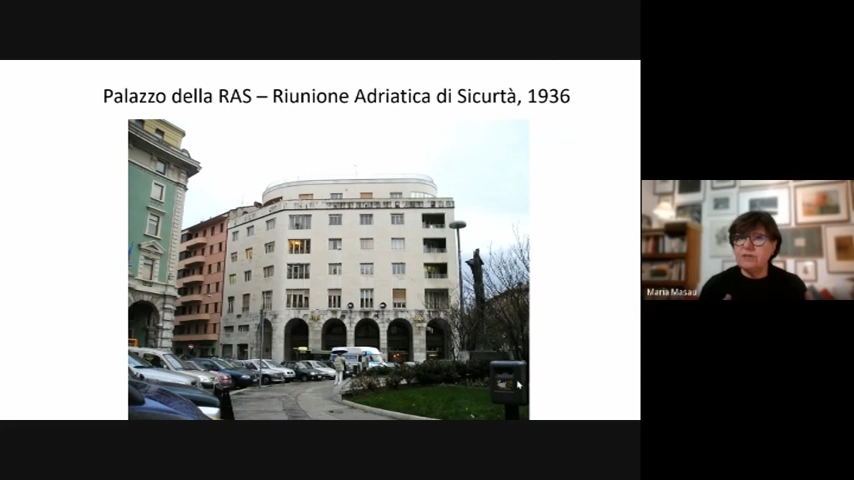 Palazzo della RAS – Riunione Adriatica di Sicurtà, 1936
Maria Masau